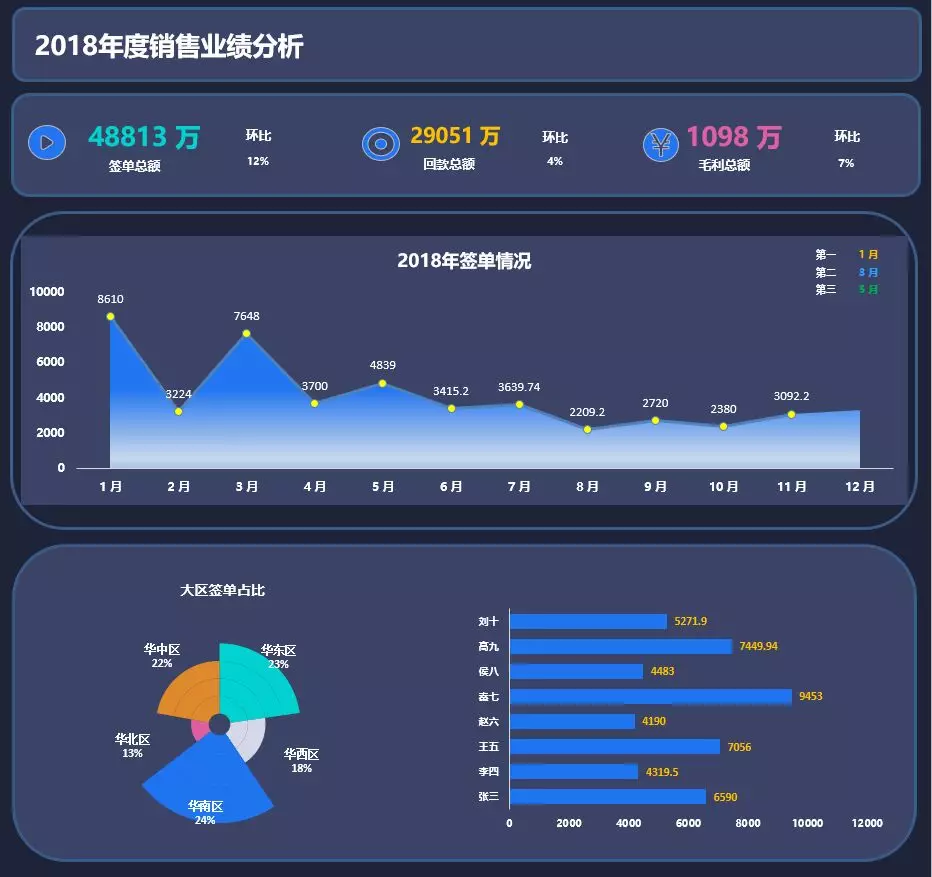 2018年度销售业绩分析
48813 万
签单总额
环比
12%
29051 万
回款总额
环比
4%
1098 万
毛利总额
环比
7%
2018年签单情况
第一 1 月
第二 3 月
第三 5 月
10000
8000
6000
4000
2000
0
8610
3224
7648
3700
4839
3415.2
3639.74
2209.2
2720
2380
3092.2
1 月
2 月
3 月
4 月
5 月
6 月
7 月
8 月
9 月
10 月
11 月
12 月
大区签单占比
华中区
22%
华东区
23%
华北区
13%
华西区
18%
华南区
24%
刘十 5271.9
高九 7449.94
侯八 4483
9453
赵六 4190
王五 7056
李四 4319.5
张三 6590
0 2000 4000 6000 8000 10000 12000